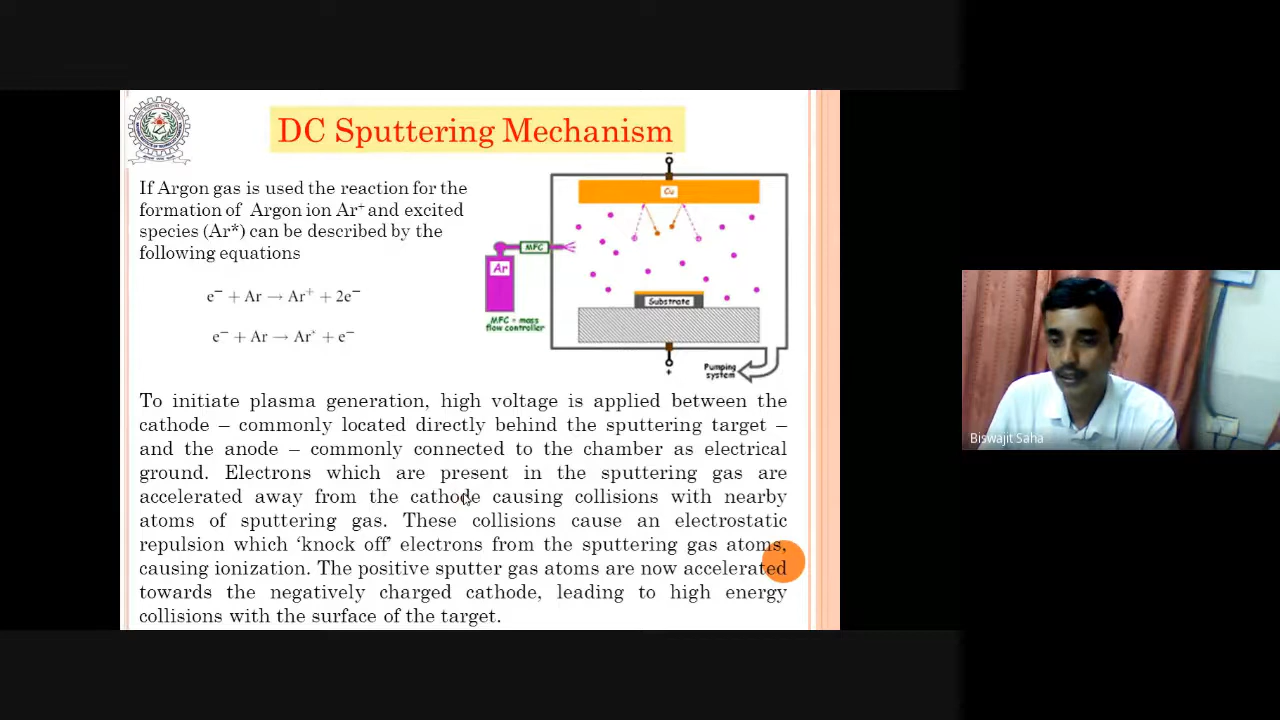 DC Sputtering Mechanism
If Argon gas is used the reaction for the
formation of Argon ion Ar⁺ and excited
species (Ar*) can be described by the
following equations
e⁻ + Ar → Ar⁺ + 2e⁻
e⁻ + Ar → Ar* + e⁻
−
Cu
MFC
Ar
Substrate
MFC = mass
flow controller
+
Pumping
system
To initiate plasma generation, high voltage is applied between the
cathode – commonly located directly behind the sputtering target –
and the anode – commonly connected to the chamber as electrical
ground. Electrons which are present in the sputtering gas are
accelerated away from the cathode causing collisions with nearby
atoms of sputtering gas. These collisions cause an electrostatic
repulsion which ‘knock off’ electrons from the sputtering gas atoms,
causing ionization. The positive sputter gas atoms are now accelerated
towards the negatively charged cathode, leading to high energy
collisions with the surface of the target.
Biswajit Saha